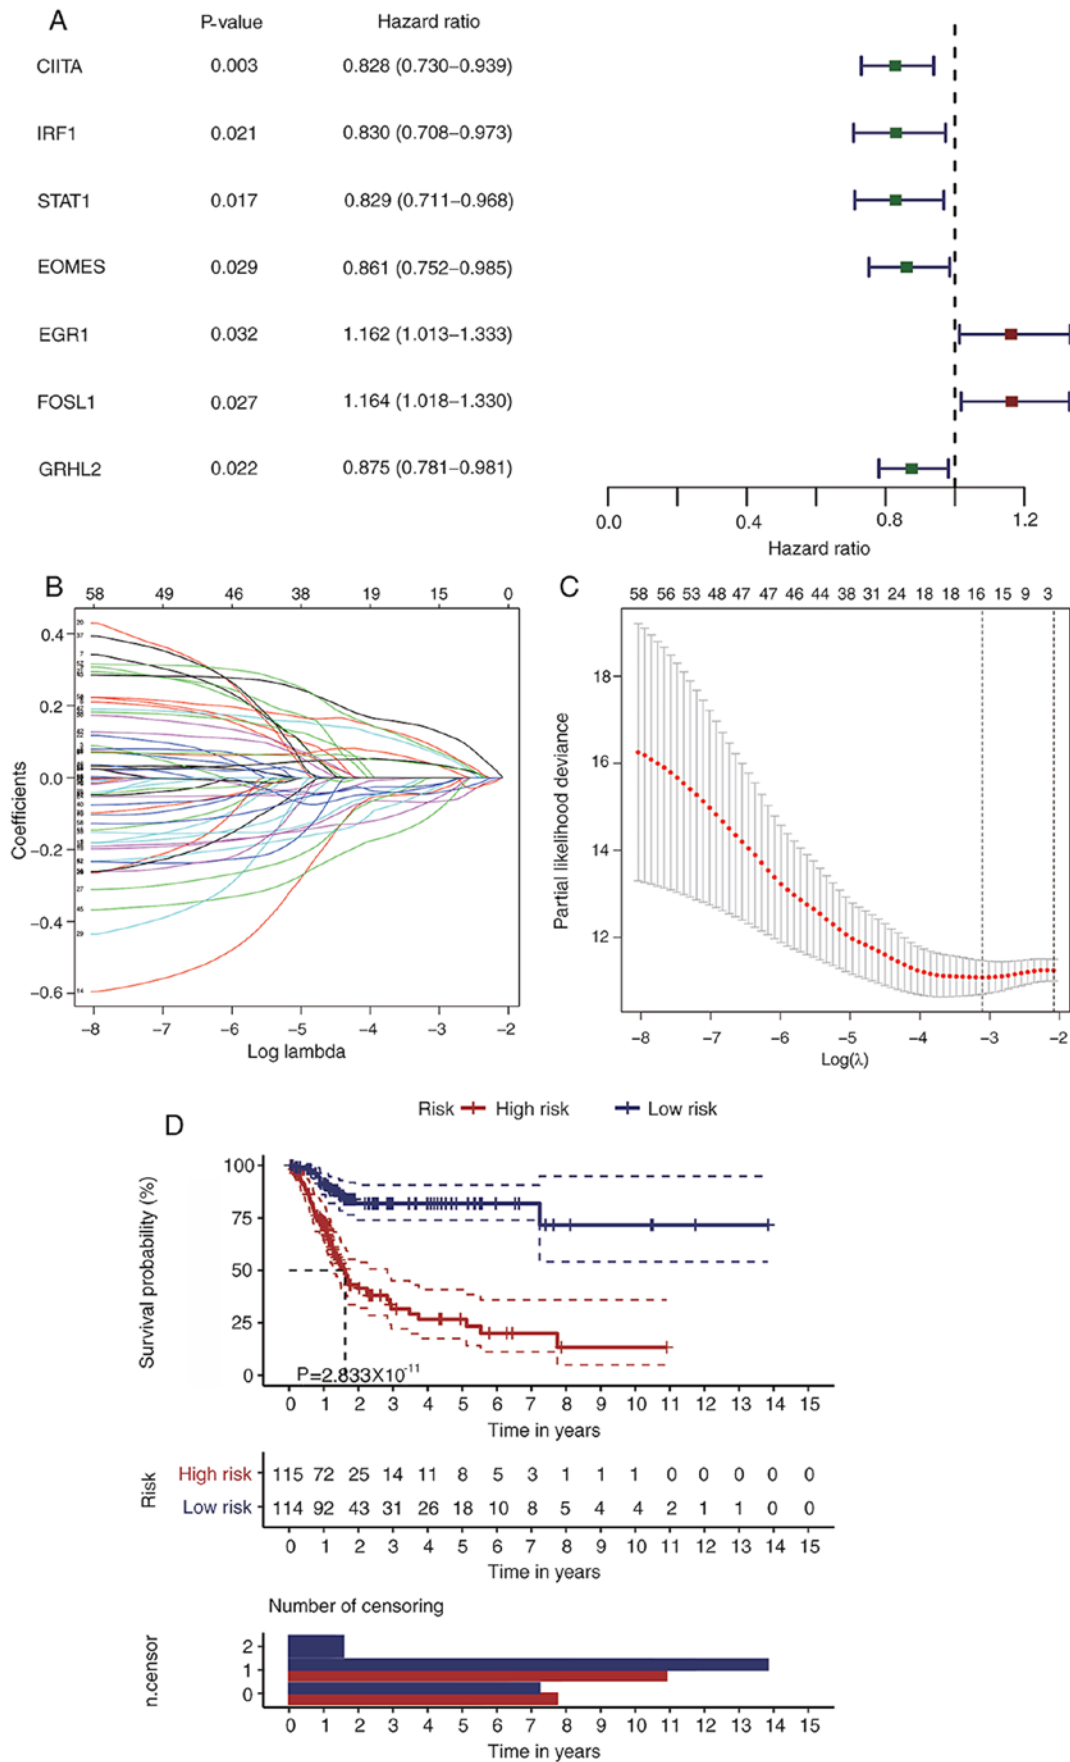 A
P-value Hazard ratio
CIITA 0.003 0.828 (0.730–0.939)
IRF1 0.021 0.830 (0.708–0.973)
STAT1 0.017 0.829 (0.711–0.968)
EOMES 0.029 0.861 (0.752–0.985)
EGR1 0.032 1.162 (1.013–1.333)
FOSL1 0.027 1.164 (1.018–1.330)
GRHL2 0.022 0.875 (0.781–0.981)
0.0 0.4 0.8 1.2
Hazard ratio
B
58 49 46 38 19 15 0
Coefficients
0.4
0.2
0.0
−0.2
−0.4
−0.6
−8 −7 −6 −5 −4 −3 −2
Log lambda
C
58 56 53 48 47 47 46 44 38 31 24 18 18 16 15 9 3
Partial likelihood deviance
18
16
14
12
−8 −7 −6 −5 −4 −3 −2
Log(λ)
D
Risk High risk Low risk
Survival probability (%)
100
75
50
25
0
P=2.833X10-11
0 1 2 3 4 5 6 7 8 9 10 11 12 13 14 15
Time in years
Risk
High risk 115 72 25 14 11 8 5 3 1 1 1 0 0 0 0 0
Low risk 114 92 43 31 26 18 10 8 5 4 4 2 1 1 0 0
0 1 2 3 4 5 6 7 8 9 10 11 12 13 14 15
Time in years
Number of censoring
n.censor
2
1
0
0 1 2 3 4 5 6 7 8 9 10 11 12 13 14 15
Time in years